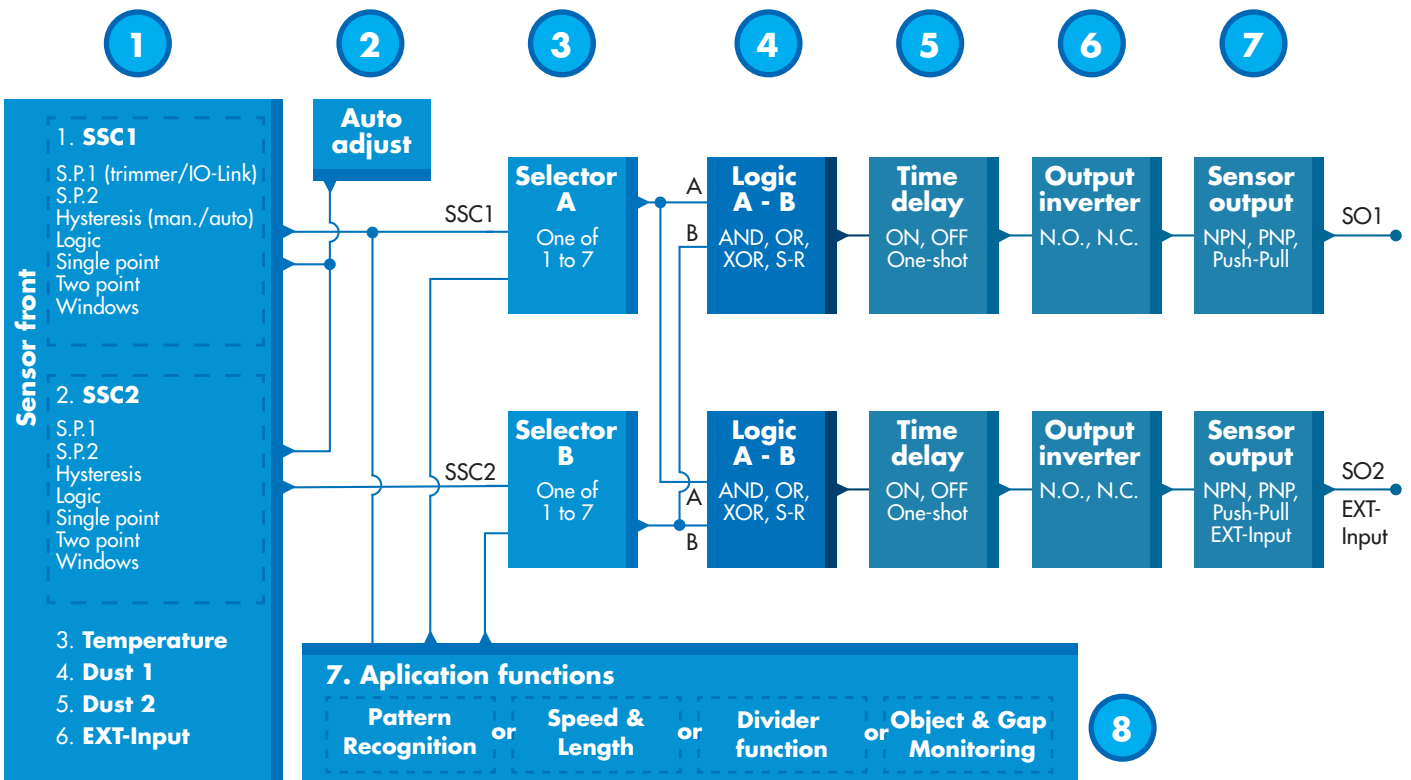 1
2
3
4
5
6
7
Sensor front
1. SSC1
S.P.1 (trimmer/IO-Link)
S.P.2
Hysteresis (man./auto)
Logic
Single point
Two point
Windows
2. SSC2
S.P.1
S.P.2
Hysteresis
Logic
Single point
Two point
Windows
3. Temperature
4. Dust 1
5. Dust 2
6. EXT-Input
Auto
adjust
SSC1
Selector
A
One of
1 to 7
A
B
Logic
A - B
AND, OR,
XOR, S-R
Time
delay
ON, OFF
One-shot
Output
inverter
N.O., N.C.
Sensor
output
NPN, PNP,
Push-Pull
SO1
SSC2
Selector
B
One of
1 to 7
A
B
Logic
A - B
AND, OR,
XOR, S-R
Time
delay
ON, OFF
One-shot
Output
inverter
N.O., N.C.
Sensor
output
NPN, PNP,
Push-Pull
EXT-Input
SO2
EXT-
Input
7. Aplication functions
Pattern
Recognition
or
Speed &
Length
or
Divider
function
or
Object & Gap
Monitoring
8